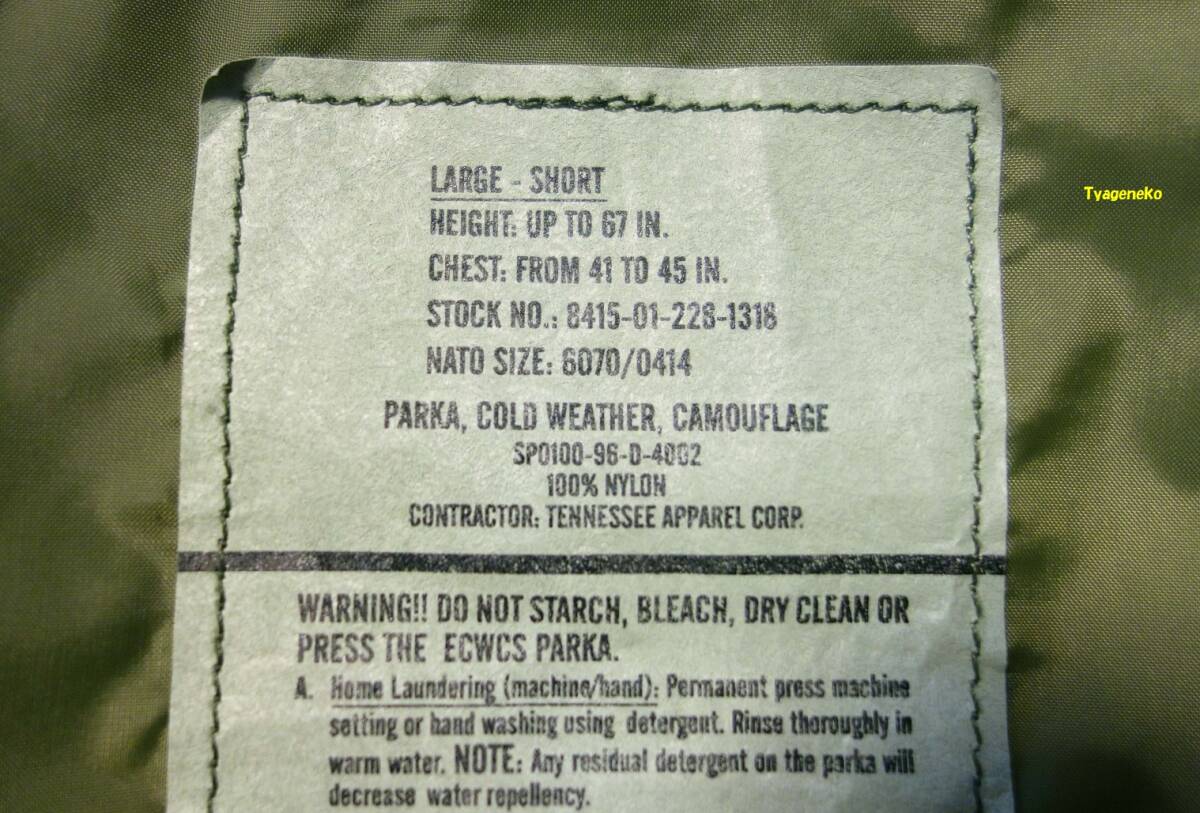 LARGE - SHORT
HEIGHT: UP TO 67 IN.
CHEST: FROM 41 TO 45 IN.
STOCK NO.: 8415-01-228-1318
NATO SIZE: 6070/0414
PARKA, COLD WEATHER, CAMOUFLAGE
SP0100-96-D-4002
100% NYLON
CONTRACTOR: TENNESSEE APPAREL CORP.
WARNING!! DO NOT STARCH, BLEACH, DRY CLEAN OR
PRESS THE ECWCS PARKA.
A. Home Laundering (machine/hand): Permanent press machine
setting or hand washing using detergent. Rinse thoroughly in
warm water. NOTE: Any residual detergent on the parka will
decrease water repellency.
Tyageneko